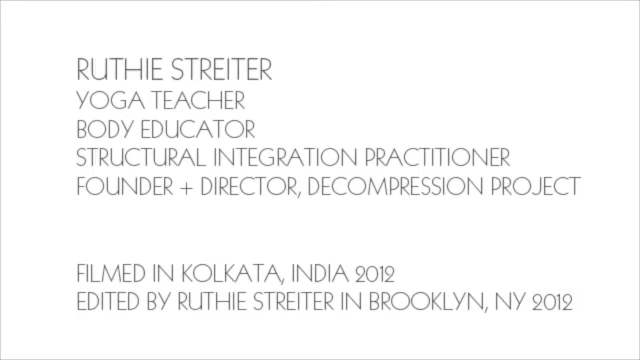 RUTHIE STREITER
YOGA TEACHER
BODY EDUCATOR
STRUCTURAL INTEGRATION PRACTITIONER
FOUNDER + DIRECTOR, DECOMPRESSION PROJECT
FILMED IN KOLKATA, INDIA 2012
EDITED BY RUTHIE STREITER IN BROOKLYN, NY 2012